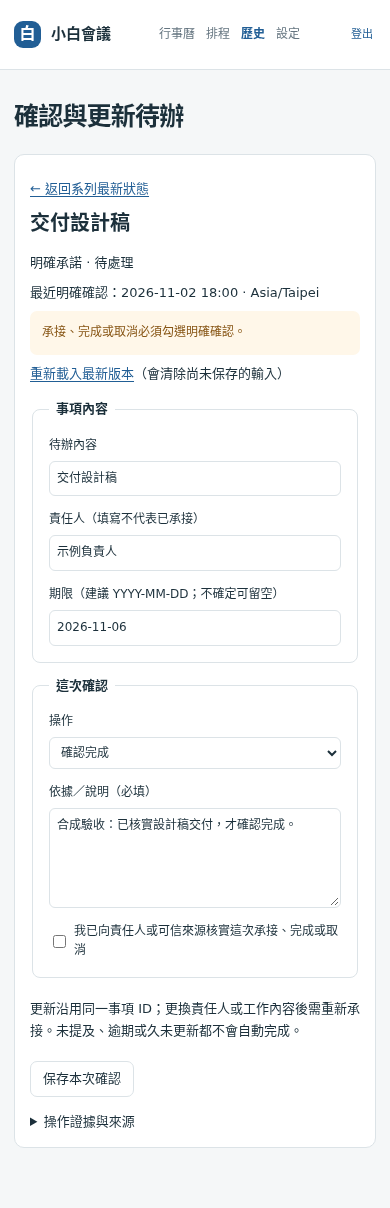 白 小白會議 行事曆 排程 歷史 設定 登出
確認與更新待辦
← 返回系列最新狀態
交付設計稿
明確承諾 · 待處理
最近明確確認：2026-11-02 18:00 · Asia/Taipei
承接、完成或取消必須勾選明確確認。
重新載入最新版本（會清除尚未保存的輸入）
事項內容
待辦內容
交付設計稿
責任人（填寫不代表已承接）
示例負責人
期限（建議 YYYY-MM-DD；不確定可留空）
2026-11-06
這次確認
操作
確認完成
依據／說明（必填）
合成驗收：已核實設計稿交付，才確認完成。
我已向責任人或可信來源核實這次承接、完成或取
消
更新沿用同一事項 ID；更換責任人或工作內容後需重新承
接。未提及、逾期或久未更新都不會自動完成。
保存本次確認
▶ 操作證據與來源